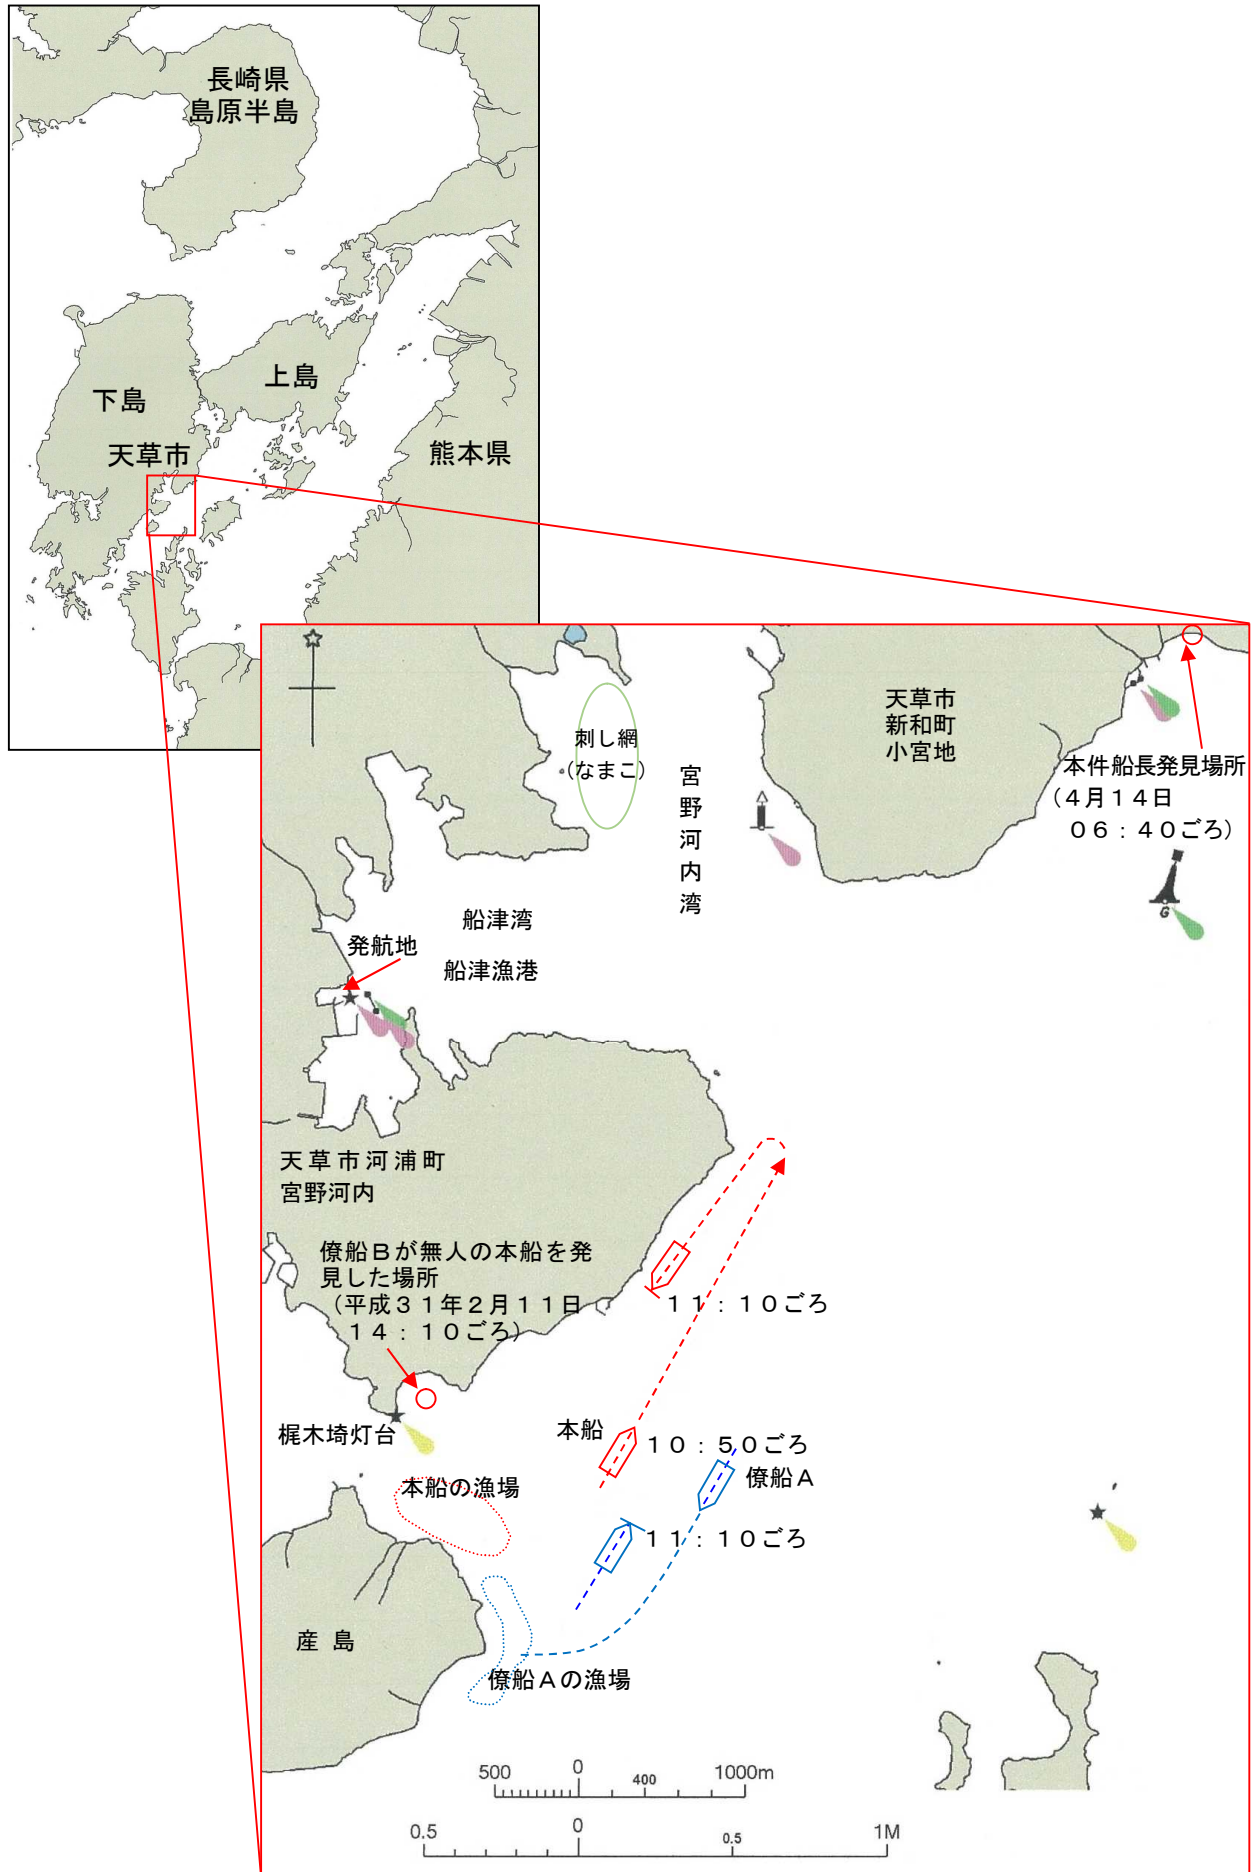 長崎県
島原半島
上島
下島
天草市
熊本県
刺し網
（なまこ）
宮野河内湾
天草市
新和町
小宮地
本件船長発見場所
（４月１４日
０６：４０ごろ）
G
船津湾
発航地
船津漁港
天草市河浦町
宮野河内
僚船Ｂが無人の本船を発
見した場所
（平成３１年２月１１日
１４：１０ごろ）
１１：１０ごろ
梶木埼灯台
本船
１０：５０ごろ
僚船Ａ
本船の漁場
１１：１０ごろ
産島
僚船Ａの漁場
500 0 400 1000m
0.5 0 0.5 1M